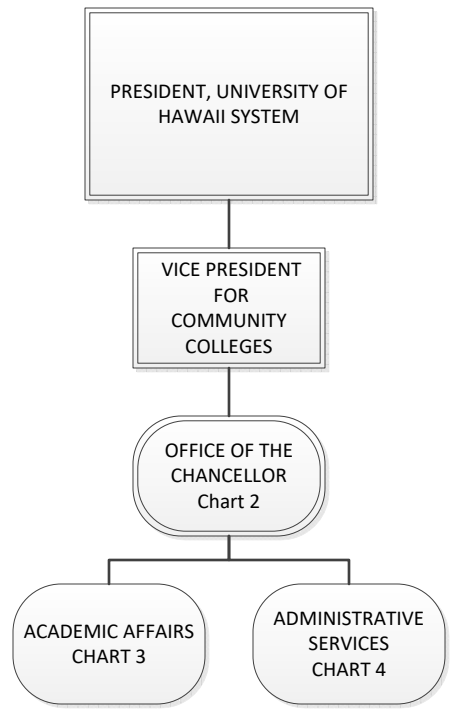 PRESIDENT, UNIVERSITY OF
HAWAII SYSTEM
VICE PRESIDENT
FOR
COMMUNITY
COLLEGES
OFFICE OF THE
CHANCELLOR
Chart 2
ACADEMIC AFFAIRS
CHART 3
ADMINISTRATIVE
SERVICES
CHART 4